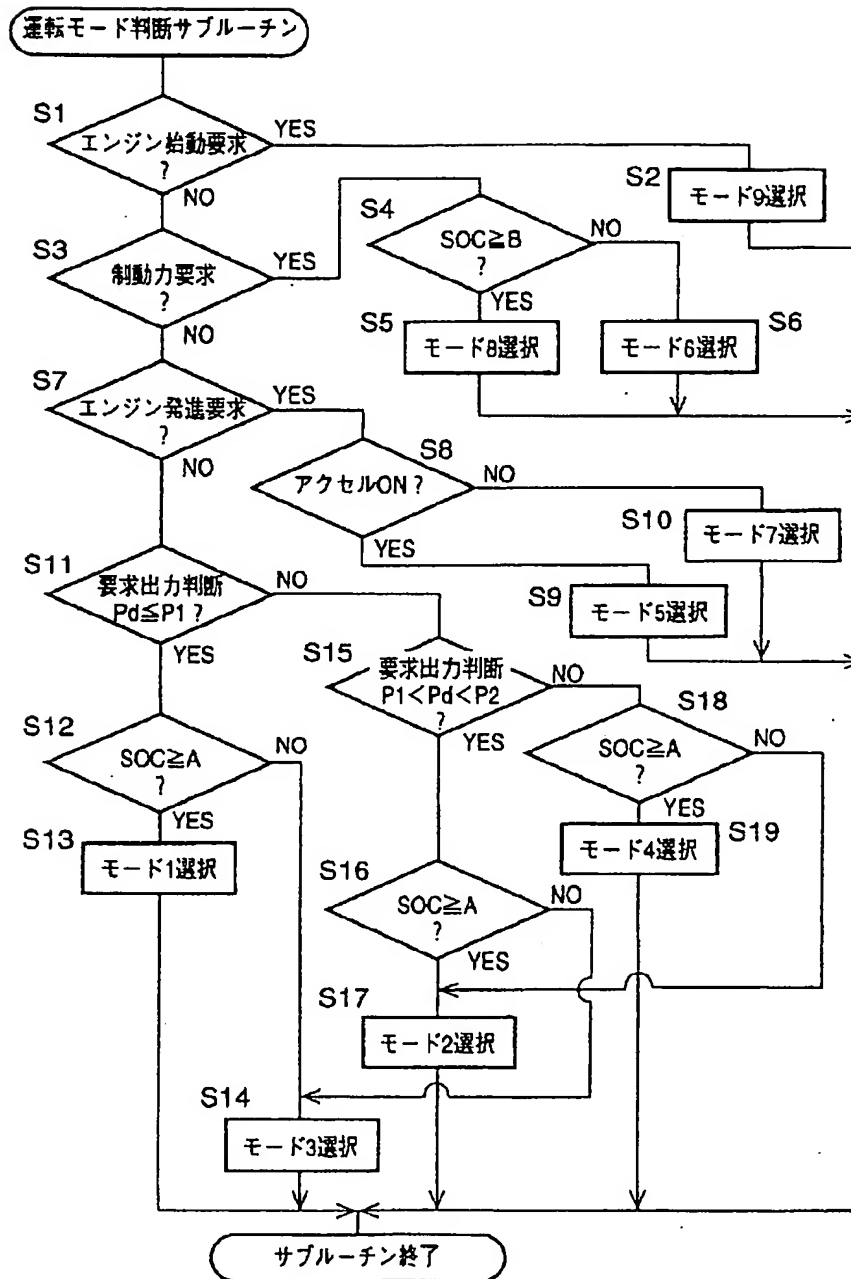 運転モード判断サブルーチン
S1
エンジン始動要求
?
YES
NO
S2
モード9選択
S3
制動力要求
?
YES
NO
S4
SOC≧B
?
NO
YES
S5
モード8選択
S6
モード6選択
S7
エンジン発進要求
?
YES
NO
S8
アクセルON?
NO
YES
S10
モード7選択
S9
モード5選択
S11
要求出力判断
Pd≦P1?
NO
YES
S15
要求出力判断
P1<Pd<P2
?
NO
YES
S18
SOC≧A
?
NO
YES
S19
モード4選択
S12
SOC≧A
?
NO
YES
S13
モード1選択
S16
SOC≧A
?
NO
YES
S17
モード2選択
S14
モード3選択
サブルーチン終了